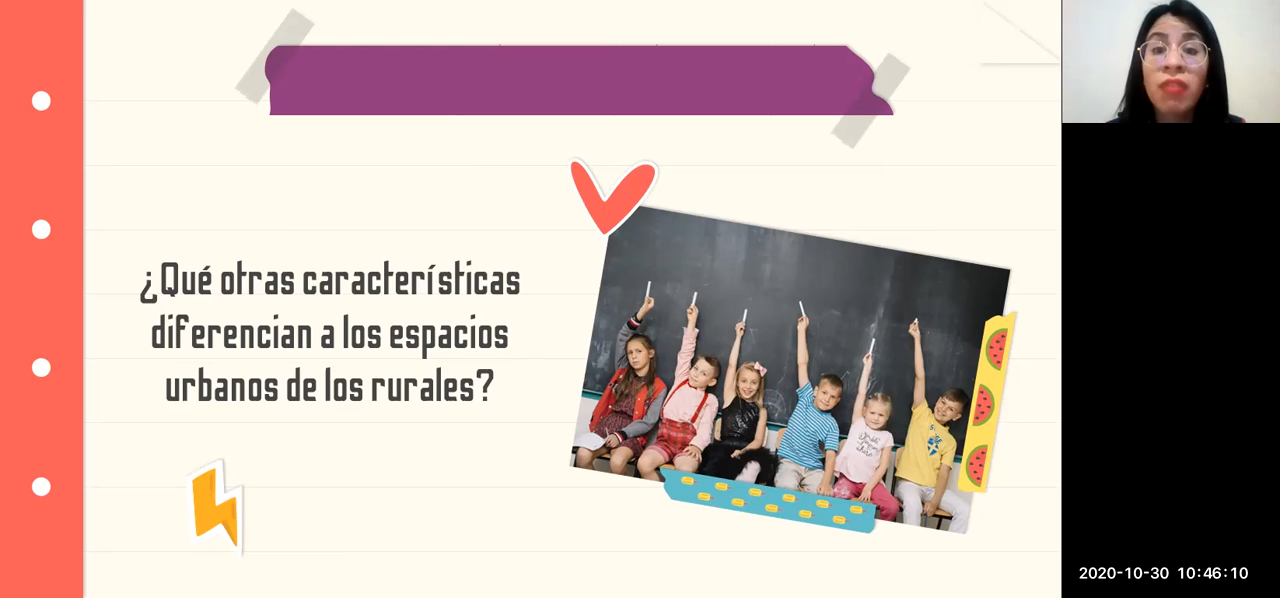 ¿Qué otras características
diferencian a los espacios
urbanos de los rurales?
2020-10-30 10:46:10